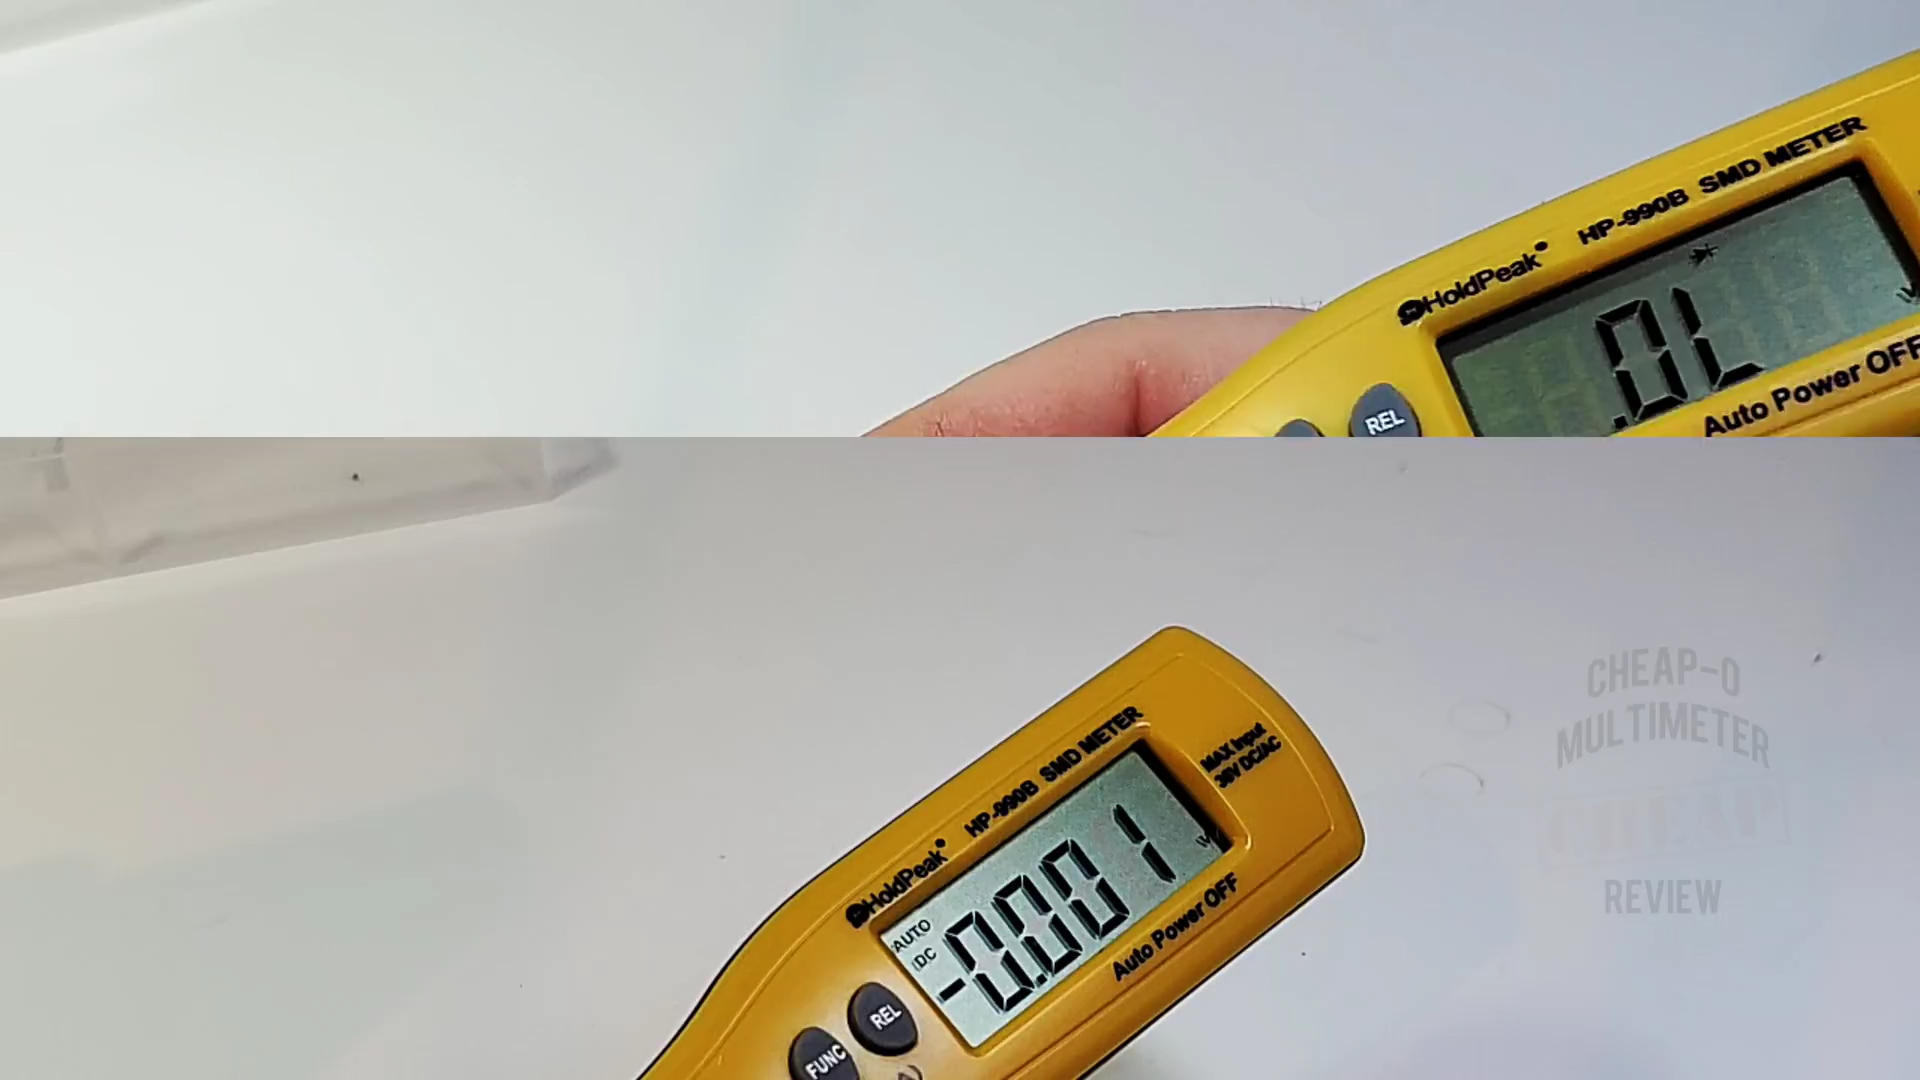 HP-990B SMD METER
HoldPeak
.0L
V
REL
Auto Power OFF
CHEAP-O
MULTIMETER
REVIEW
MAX Input
36V DC/AC
HP-990B SMD METER
HoldPeak
AUTO
DC
-0.001
V
Auto Power OFF
REL
FUNC